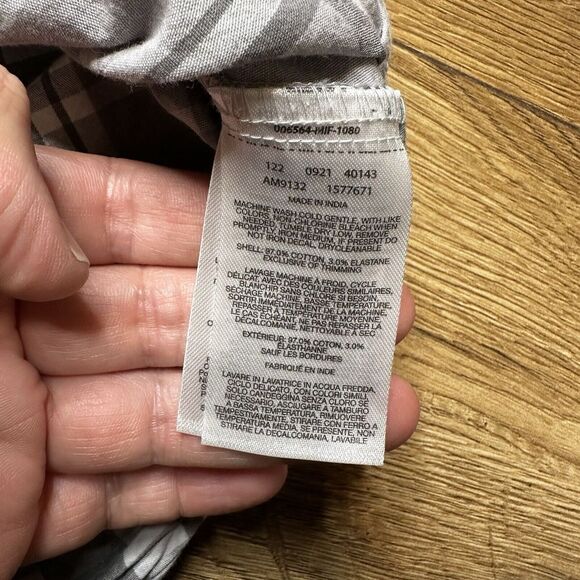 006564-MIF-1080
122 0921 40143
AM9132 1577671
MADE IN INDIA
MACHINE WASH COLD GENTLE, WITH LIKE
COLORS, NON-CHLORINE BLEACH WHEN
NEEDED, TUMBLE DRY LOW, REMOVE
PROMPTLY, IRON MEDIUM, IF PRESENT DO
NOT IRON DECAL, DRYCLEANABLE
SHELL: 97.0% COTTON, 3.0% ELASTANE
EXCLUSIVE OF TRIMMING
LAVAGE MACHINE A FROID, CYCLE
DÉLICAT, AVEC DES COULEURS SIMILAIRES,
BLANCHIR SANS CHLORE SI BESOIN,
SÉCHAGE MACHINE, BASSE TEMPÉRATURE,
SORTIR IMMÉDIATEMENT DE LA MACHINE,
REPASSER À TEMPÉRATURE MOYENNE
LE CAS ÉCHÉANT, NE PAS REPASSER LA
DÉCALCOMANIE, NETTOYABLE À SEC
EXTÉRIEUR: 97.0% COTON, 3.0%
ÉLASTHANNE
SAUF LES BORDURES
FABRIQUÉ EN INDE
LAVARE IN LAVATRICE IN ACQUA FREDDA,
CICLO DELICATO, CON COLORI SIMILI,
SOLO CANDEGGINA SENZA CLORO SE
NECESSARIO, ASCIUGARE A TAMBURO
A BASSA TEMPERATURA, RIMUOVERE
TEMPESTIVAMENTE, STIRARE CON FERRO A
TEMPERATURA MEDIA, SE PRESENTE, NON
STIRARE LA DECALCOMANIA, LAVABILE